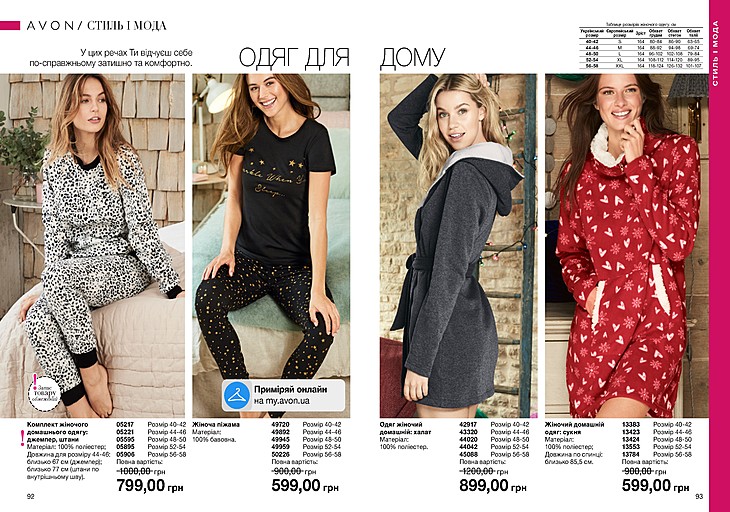 AVON / СТИЛЬ І МОДА
У цих речах Ти відчуєш себе
по-справжньому затишно та комфортно.
ОДЯГ ДЛЯ ДОМУ
Таблиця розмірів жіночого одягу, см
Український розмір Європейський розмір Зріст Обхват грудей Обхват стегон Обхват талії
40-42 S 164 80-84 86-90 63-65
44-46 M 164 88-92 94-98 69-74
48-50 L 164 96-102 102-108 79-84
52-54 XL 164 108-112 114-120 89-95
56-58 XXL 164 118-124 126-132 101-107
СТИЛЬ І МОДА
Запас
товару
обмежений
Sleep
Приміряй онлайн
на my.avon.ua
Комплект жіночого
домашнього одягу:
джемпер, штани
Матеріал: 100% поліестер;
Довжина для розміру 44-46:
близько 67 см (джемпер);
близько 77 см (штани по
внутрішньому шву).
05217 Розмір 40-42
05221 Розмір 44-46
05595 Розмір 48-50
05895 Розмір 52-54
05906 Розмір 56-58
Повна вартість:
1000,00 грн
799,00 грн
Жіноча піжама
Матеріал:
100% бавовна.
49720 Розмір 40-42
49892 Розмір 44-46
49945 Розмір 48-50
49959 Розмір 52-54
50226 Розмір 56-58
Повна вартість:
900,00 грн
599,00 грн
Одяг жіночий
домашній: халат
Матеріал:
100% поліестер.
42917 Розмір 40-42
43320 Розмір 44-46
44020 Розмір 48-50
44042 Розмір 52-54
45088 Розмір 56-58
Повна вартість:
1200,00 грн
899,00 грн
Жіночий домашній
одяг: сукня
Матеріал:
100% поліестер;
Довжина по спинці:
близько 85,5 см.
13383 Розмір 40-42
13423 Розмір 44-46
13424 Розмір 48-50
13553 Розмір 52-54
13784 Розмір 56-58
Повна вартість:
900,00 грн
599,00 грн
92
93